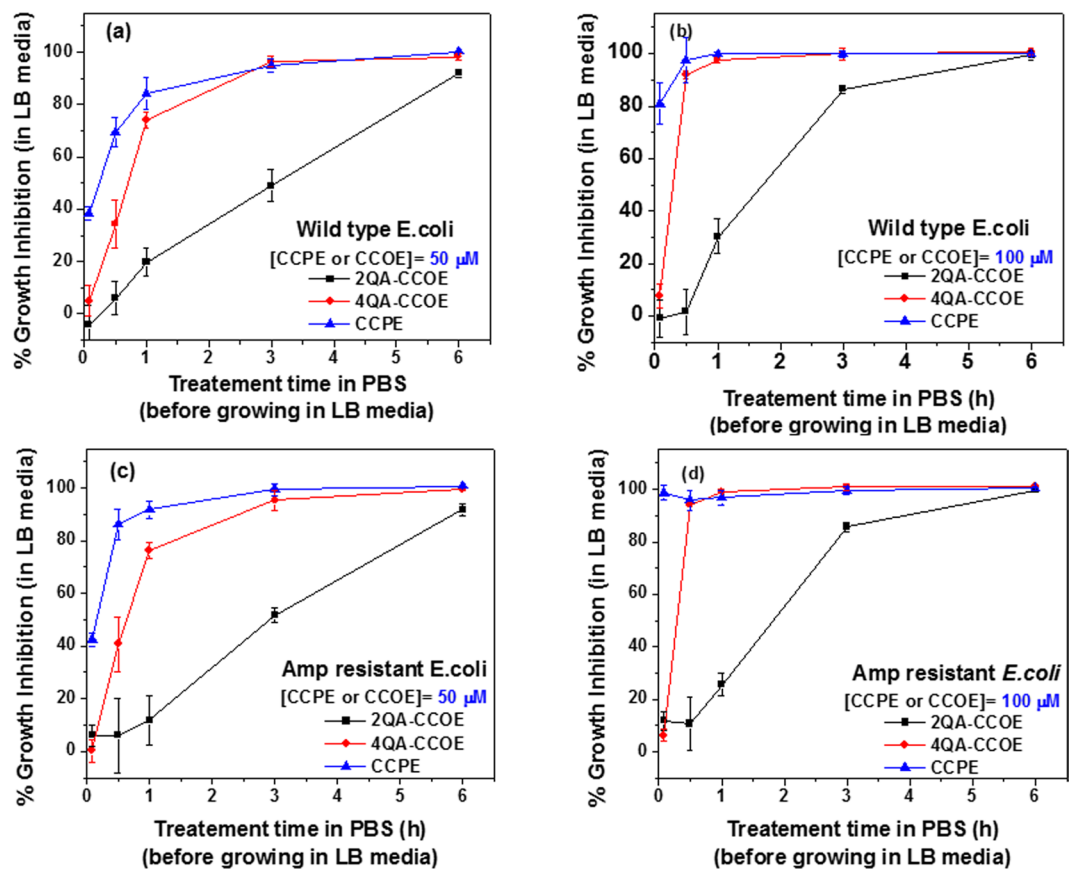 (a)
% Growth Inhibition (in LB media)
100
80
60
40
20
0
Wild type E.coli
[CCPE or CCOE]= 50 µM
2QA-CCOE
4QA-CCOE
CCPE
0 1 2 3 4 5 6
Treatement time in PBS
(before growing in LB media)
(b)
% Growth Inhibition (in LB media)
100
80
60
40
20
0
Wild type E.coli
[CCPE or CCOE]= 100 µM
2QA-CCOE
4QA-CCOE
CCPE
0 1 2 3 4 5 6
Treatement time in PBS (h)
(before growing in LB media)
(c)
% Growth Inhibition (in LB media)
100
80
60
40
20
0
Amp resistant E.coli
[CCPE or CCOE]= 50 µM
2QA-CCOE
4QA-CCOE
CCPE
0 1 2 3 4 5 6
Treatement time in PBS (h)
(before growing in LB media)
(d)
% Growth Inhibition (in LB media)
100
80
60
40
20
0
Amp resistant E.coli
[CCPE or CCOE]= 100 µM
2QA-CCOE
4QA-CCOE
CCPE
0 1 2 3 4 5 6
Treatement time in PBS (h)
(before growing in LB media)